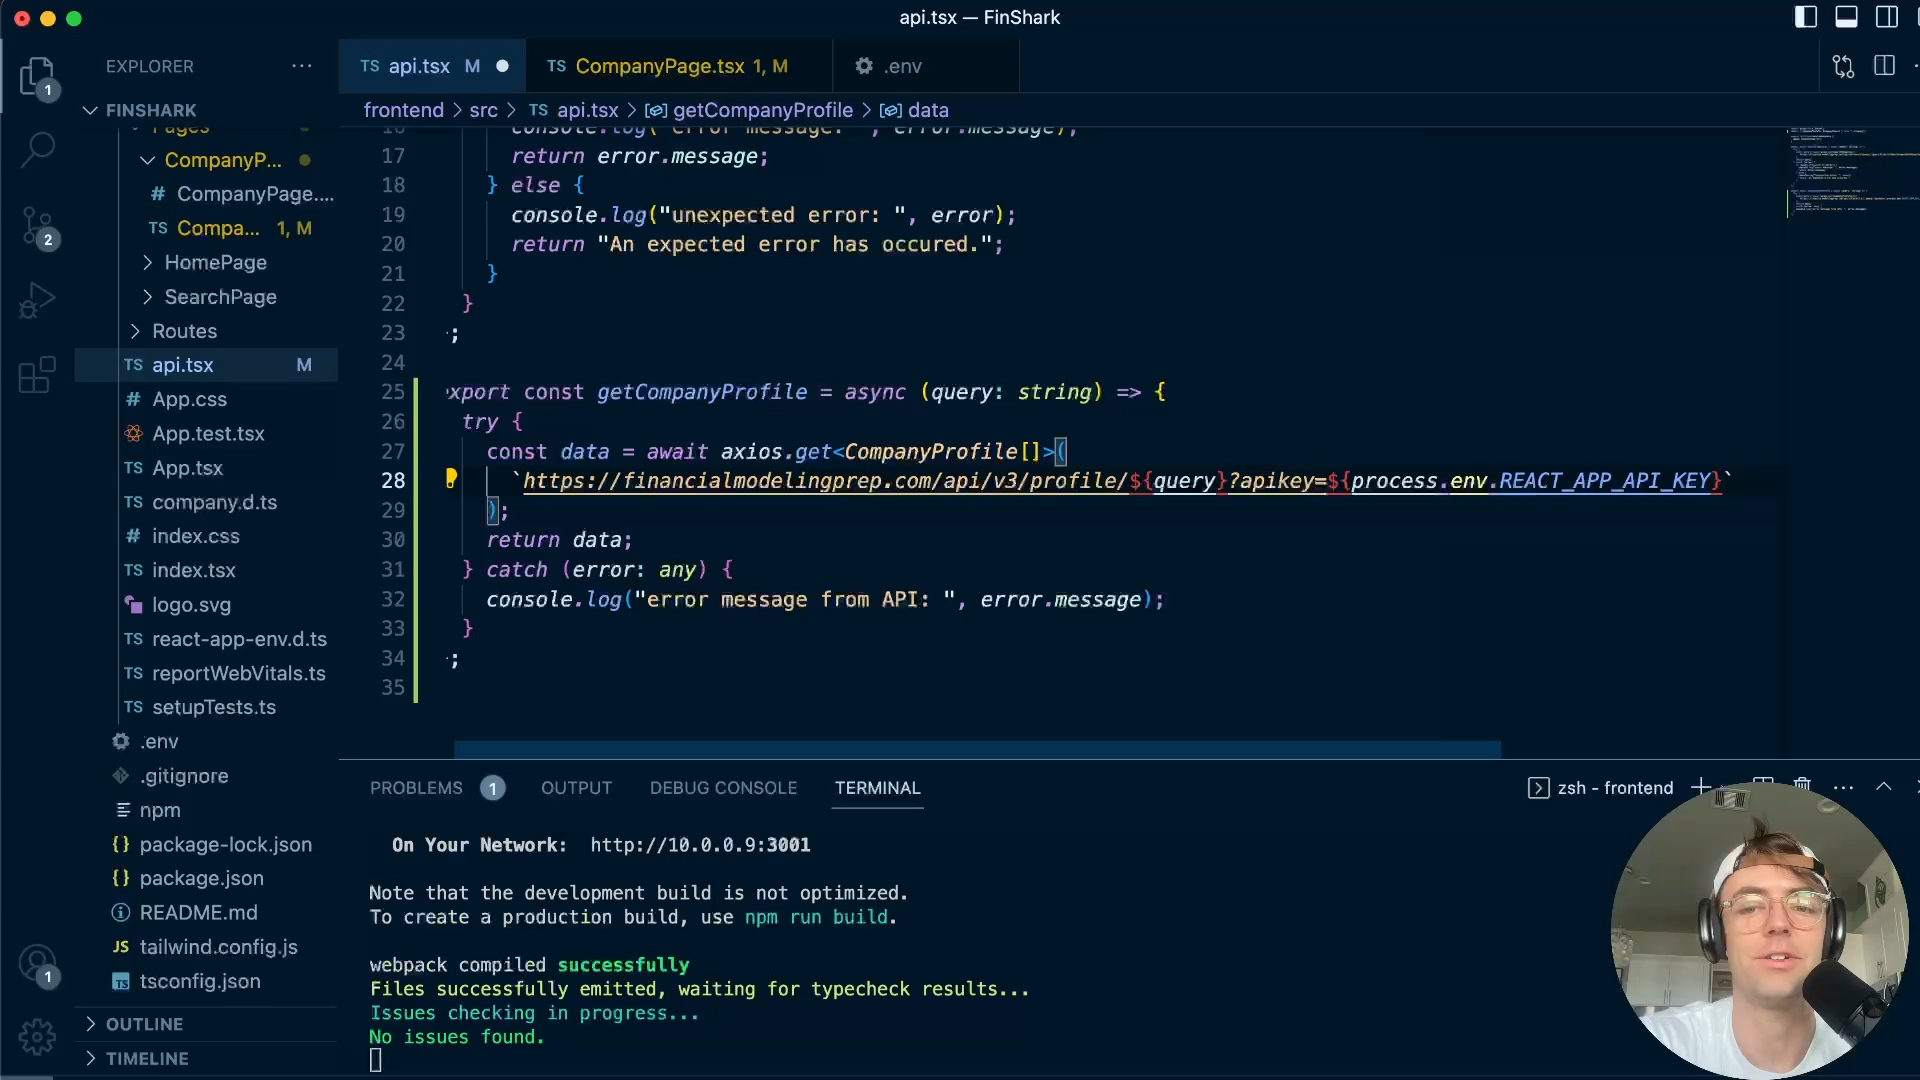 api.tsx — FinShark
1
EXPLORER
TS api.tsx M
TS CompanyPage.tsx 1, M
.env
FINSHARK
frontend > src > TS api.tsx > getCompanyProfile > data
Pages
CompanyP...
# CompanyPage....
TS Compa... 1, M
HomePage
SearchPage
Routes
TS api.tsx M
# App.css
App.test.tsx
TS App.tsx
TS company.d.ts
# index.css
TS index.tsx
logo.svg
TS react-app-env.d.ts
TS reportWebVitals.ts
TS setupTests.ts
.env
.gitignore
npm
{} package-lock.json
{} package.json
README.md
JS tailwind.config.js
TS tsconfig.json
OUTLINE
TIMELINE
2
1
16 console.log("error message: ", error.message);
17 return error.message;
18 } else {
19 console.log("unexpected error: ", error);
20 return "An expected error has occured.";
21 }
22 }
23 ;
24
25 xport const getCompanyProfile = async (query: string) => {
26 try {
27 const data = await axios.get<CompanyProfile[]>(
28 `https://financialmodelingprep.com/api/v3/profile/${query}?apikey=${process.env.REACT_APP_API_KEY}`
29 );
30 return data;
31 } catch (error: any) {
32 console.log("error message from API: ", error.message);
33 }
34 ;
35
PROBLEMS 1 OUTPUT DEBUG CONSOLE TERMINAL
zsh - frontend
On Your Network: http://10.0.0.9:3001
Note that the development build is not optimized.
To create a production build, use npm run build.
webpack compiled successfully
Files successfully emitted, waiting for typecheck results...
Issues checking in progress...
No issues found.